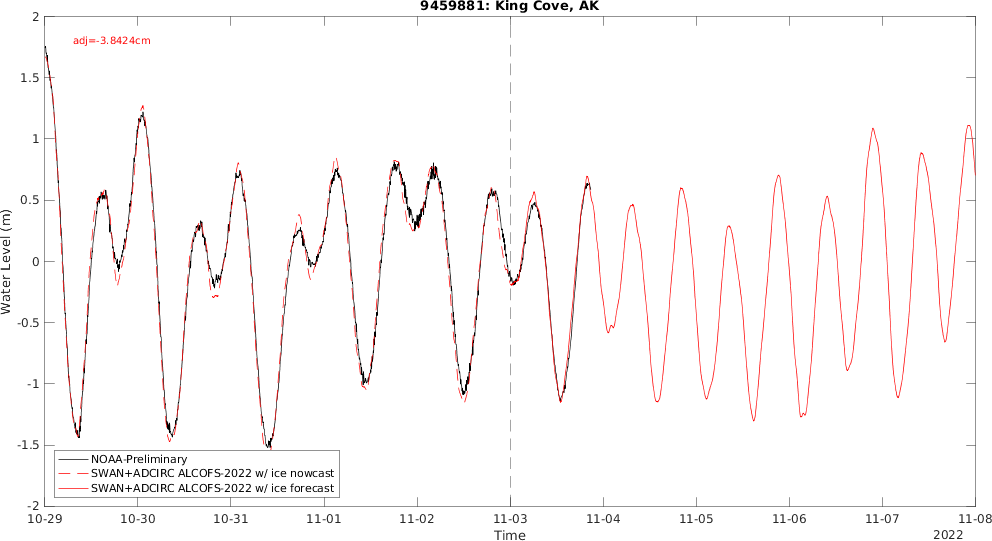 9459881: King Cove, AK
adj=-3.8424cm
Water Level (m)
2
1.5
1
0.5
0
-0.5
-1
-1.5
-2
NOAA-Preliminary
SWAN+ADCIRC ALCOFS-2022 w/ ice nowcast
SWAN+ADCIRC ALCOFS-2022 w/ ice forecast
10-29 10-30 10-31 11-01 11-02 11-03 11-04 11-05 11-06 11-07 11-08
Time
2022